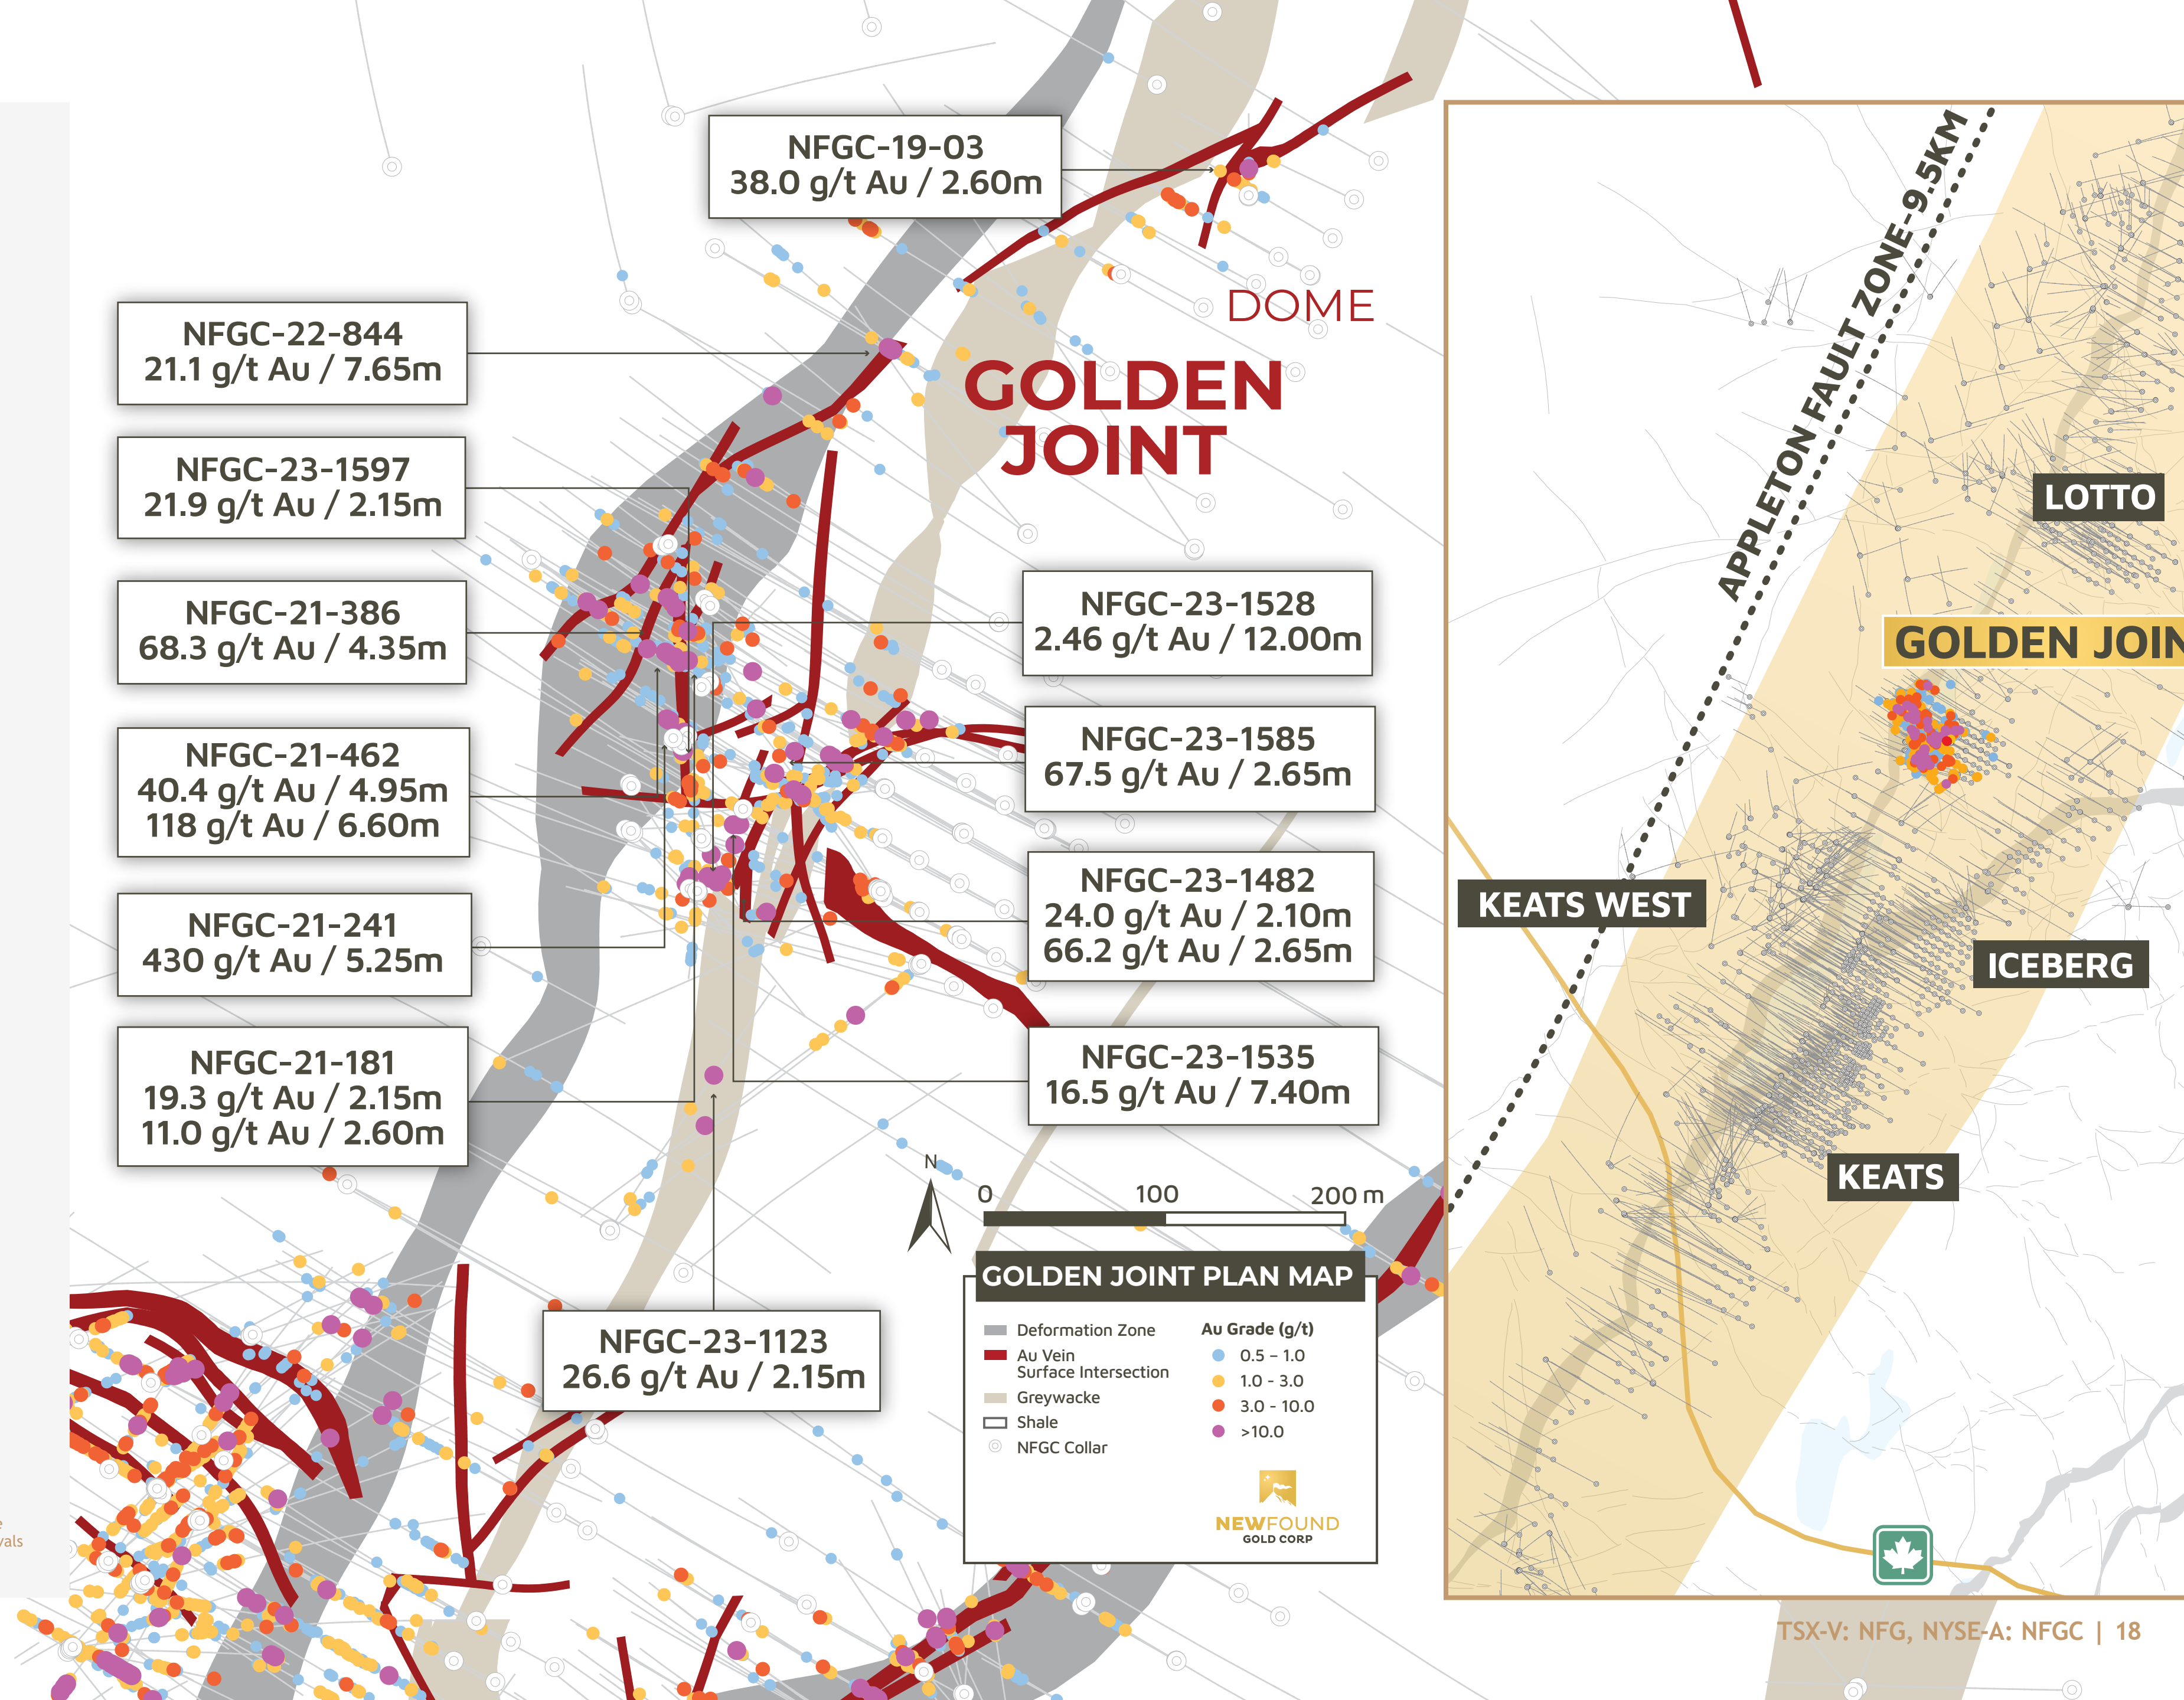 NFGC-19-03
38.0 g/t Au / 2.60m
DOME
GOLDEN
JOINT
NFGC-22-844
21.1 g/t Au / 7.65m
NFGC-23-1597
21.9 g/t Au / 2.15m
NFGC-21-386
68.3 g/t Au / 4.35m
NFGC-21-462
40.4 g/t Au / 4.95m
118 g/t Au / 6.60m
NFGC-21-241
430 g/t Au / 5.25m
NFGC-21-181
19.3 g/t Au / 2.15m
11.0 g/t Au / 2.60m
NFGC-23-1528
2.46 g/t Au / 12.00m
NFGC-23-1585
67.5 g/t Au / 2.65m
NFGC-23-1482
24.0 g/t Au / 2.10m
66.2 g/t Au / 2.65m
NFGC-23-1535
16.5 g/t Au / 7.40m
NFGC-23-1123
26.6 g/t Au / 2.15m
N
0 100 200 m
GOLDEN JOINT PLAN MAP
Deformation Zone
Au Vein
Surface Intersection
Greywacke
Shale
NFGC Collar
Au Grade (g/t)
0.5 – 1.0
1.0 - 3.0
3.0 - 10.0
>10.0
NEWFOUND
GOLD CORP
APPLETON FAULT ZONE-9.5KM
LOTTO
GOLDEN JOIN
KEATS WEST
ICEBERG
KEATS
TSX-V: NFG, NYSE-A: NFGC | 18